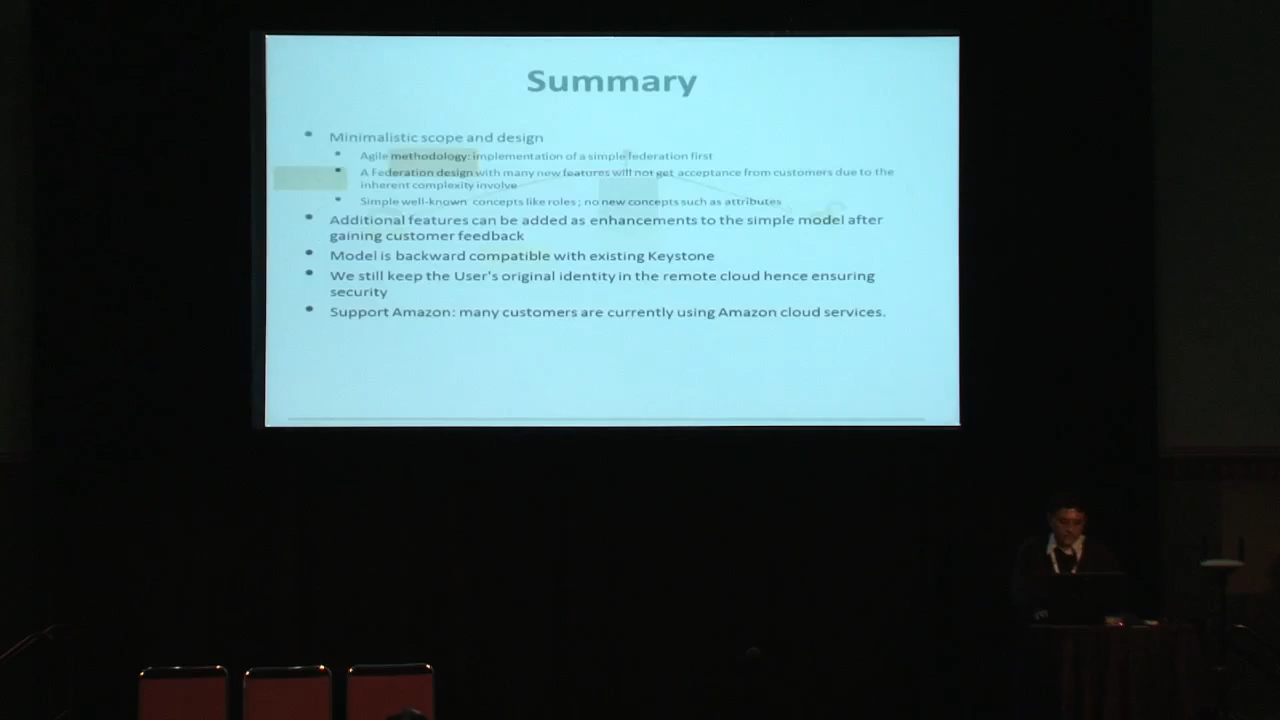 Summary
Minimalistic scope and design
Agile methodology: implementation of a simple federation first
A Federation design with many new features will not get acceptance from customers due to the
inherent complexity involve
Simple well-known concepts like roles ; no new concepts such as attributes
Additional features can be added as enhancements to the simple model after
gaining customer feedback
Model is backward compatible with existing Keystone
We still keep the User's original identity in the remote cloud hence ensuring
security
Support Amazon: many customers are currently using Amazon cloud services.